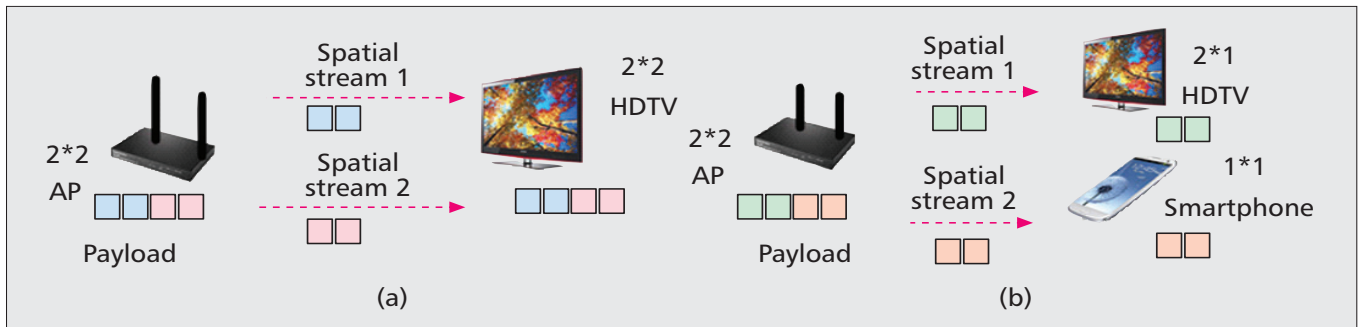 Spatial
stream 1
2*2
HDTV
2*2
AP
Spatial
stream 2
Payload
(a)
Spatial
stream 1
2*1
HDTV
2*2
AP
Spatial
stream 2
1*1
Smartphone
Payload
(b)